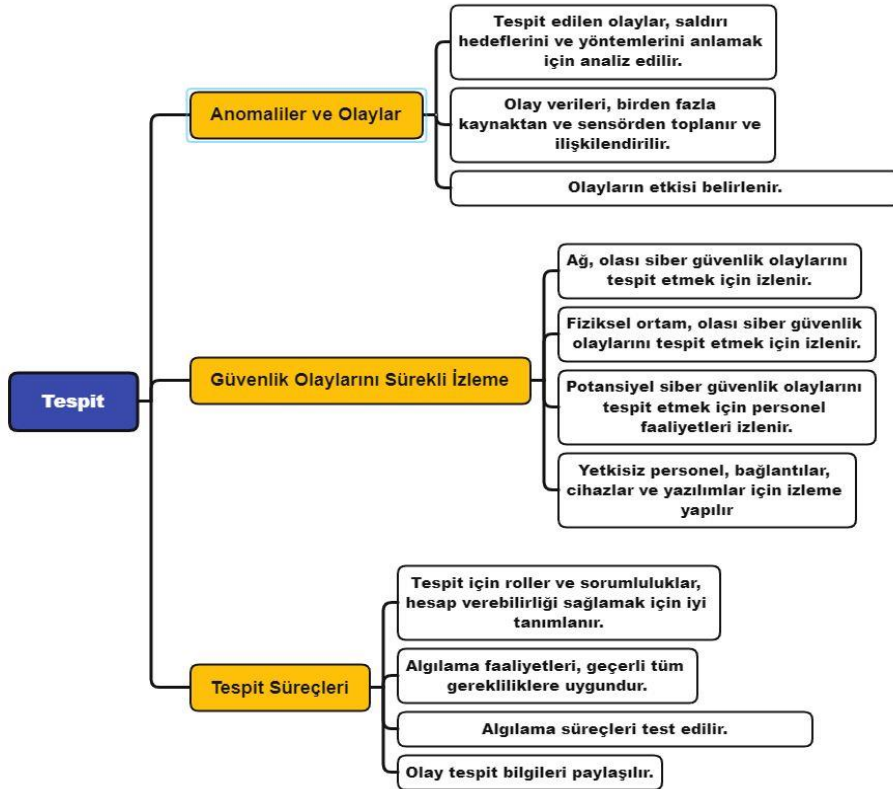 Tespit
Anomaliler ve Olaylar
Tespit edilen olaylar, saldırı
hedeflerini ve yöntemlerini anlamak
için analiz edilir.
Olay verileri, birden fazla
kaynaktan ve sensörden toplanır ve
ilişkilendirilir.
Olayların etkisi belirlenir.
Güvenlik Olaylarını Sürekli İzleme
Ağ, olası siber güvenlik olaylarını
tespit etmek için izlenir.
Fiziksel ortam, olası siber güvenlik
olaylarını tespit etmek için izlenir.
Potansiyel siber güvenlik olaylarını
tespit etmek için personel
faaliyetleri izlenir.
Yetkisiz personel, bağlantılar,
cihazlar ve yazılımlar için izleme
yapılır
Tespit Süreçleri
Tespit için roller ve sorumluluklar,
hesap verebilirliği sağlamak için iyi
tanımlanır.
Algılama faaliyetleri, geçerli tüm
gerekliliklere uygundur.
Algılama süreçleri test edilir.
Olay tespit bilgileri paylaşılır.